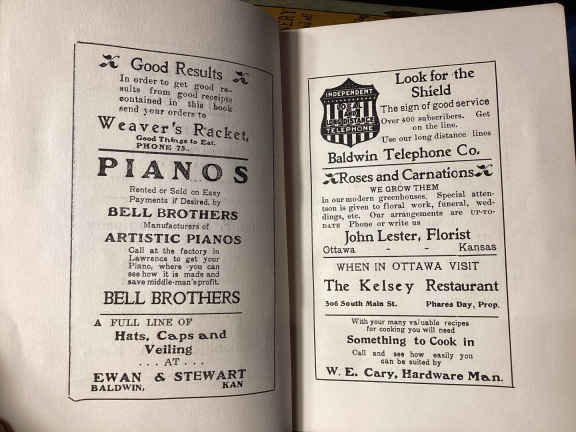 Good Results
In order to get good re-
sults from good receipts
contained in this book
send your orders to
Weaver's Racket,
Good Things to Eat.
PHONE 75.
PIANOS
Rented or Sold on Easy
Payments if Desired, by
BELL BROTHERS
Manufacturers of
ARTISTIC PIANOS
Call at the factory in
Lawrence to get your
Piano, where you can
see how it is made and
save middle-man's profit.
BELL BROTHERS
A FULL LINE OF
Hats, Caps and
Veiling
. . . AT . . .
EWAN & STEWART
BALDWIN, KAN
INDEPENDENT
LOCAL
AND
LONG DISTANCE
TELEPHONE
Look for the
Shield
The sign of good service
Over 400 subscribers. Get
on the line.
Use our long distance lines
Baldwin Telephone Co.
Roses and Carnations
WE GROW THEM
in our modern greenhouses. Special atten-
tson is given to floral work, funeral, wed-
dings, etc. Our arrangements are UP-TO-
DATE Phone or write us
John Lester, Florist
Ottawa - - Kansas
WHEN IN OTTAWA VISIT
The Kelsey Restaurant
306 South Main St. Phares Day, Prop.
With your many valuable recipes
for cooking you will need
Something to Cook in
Call and see how easily you
can be suited by
W. E. Cary, Hardware Man.